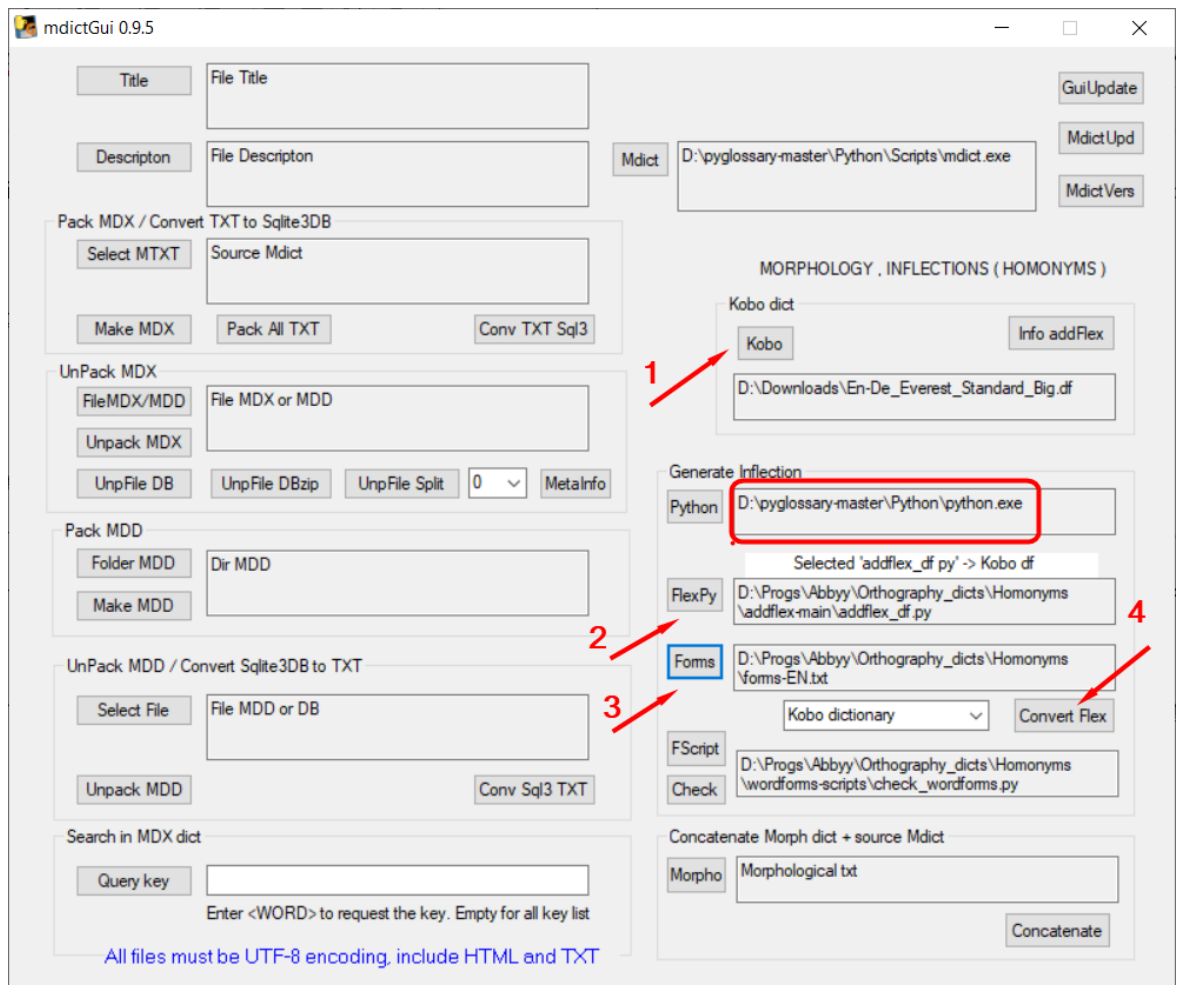 mdictGui 0.9.5
Title
File Title
GuiUpdate
Descripton
File Descripton
Mdict
D:\pyglossary-master\Python\Scripts\mdict.exe
MdictUpd
MdictVers
Pack MDX / Convert TXT to Sqlite3DB
Select MTXT
Source Mdict
Make MDX
Pack All TXT
Conv TXT Sql3
MORPHOLOGY , INFLECTIONS ( HOMONYMS )
Kobo dict
Kobo
Info addFlex
1
D:\Downloads\En-De_Everest_Standard_Big.df
UnPack MDX
FileMDX/MDD
File MDX or MDD
Unpack MDX
UnpFile DB
UnpFile DBzip
UnpFile Split
0
MetaInfo
Generate Inflection
Python
D:\pyglossary-master\Python\python.exe
Selected 'addflex_df py' -> Kobo df
FlexPy
D:\Progs\Abbyy\Orthography_dicts\Homonyms
\addflex-main\addflex_df.py
2
4
Forms
D:\Progs\Abbyy\Orthography_dicts\Homonyms
\forms-EN.txt
3
Kobo dictionary
Convert Flex
FScript
Check
D:\Progs\Abbyy\Orthography_dicts\Homonyms
\wordforms-scripts\check_wordforms.py
Pack MDD
Folder MDD
Dir MDD
Make MDD
UnPack MDD / Convert Sqlite3DB to TXT
Select File
File MDD or DB
Unpack MDD
Conv Sql3 TXT
Search in MDX dict
Query key
Enter <WORD> to request the key. Empty for all key list
All files must be UTF-8 encoding, include HTML and TXT
Concatenate Morph dict + source Mdict
Morpho
Morphological txt
Concatenate